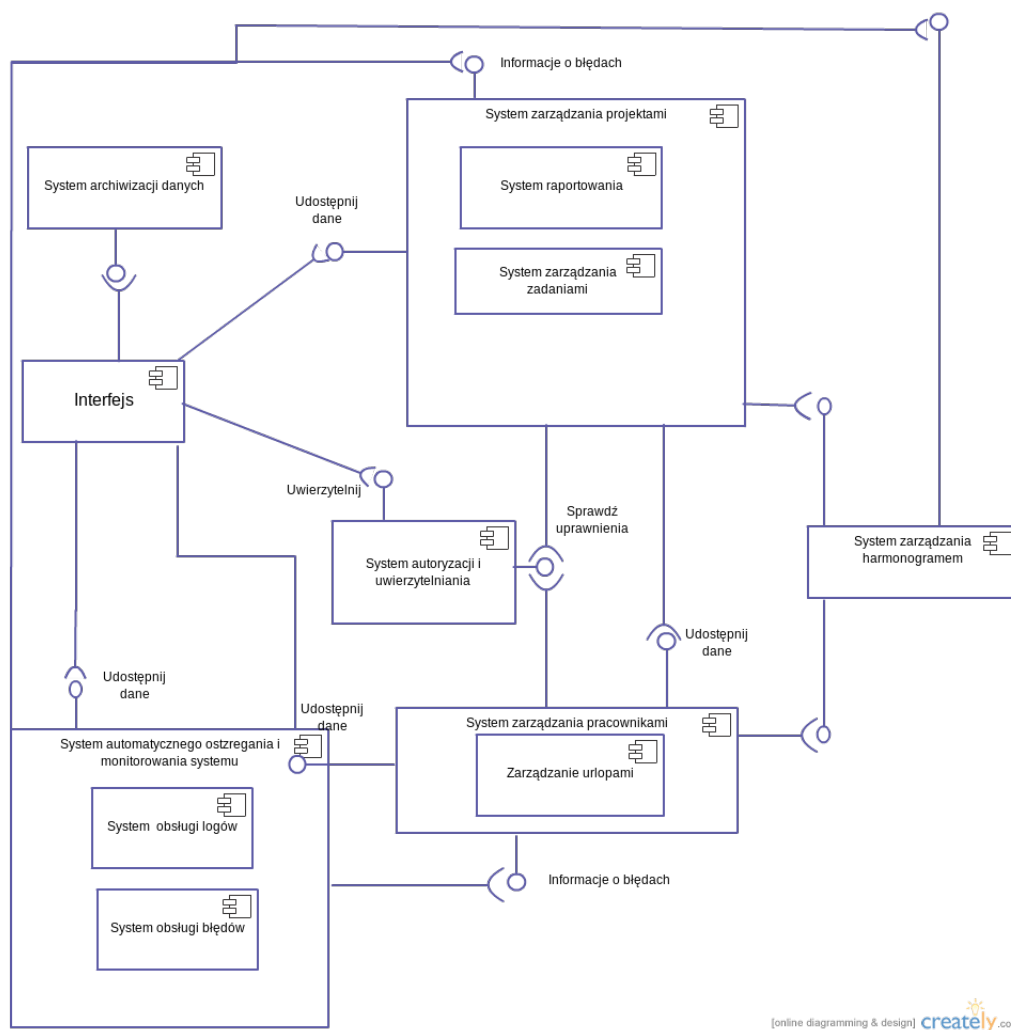 Informacje o błędach
System zarządzania projektami
System archiwizacji danych
System raportowania
Udostępnij
dane
System zarządzania
zadaniami
Interfejs
Uwierzytelnij
Sprawdź
uprawnienia
System autoryzacji i
uwierzytelniania
System zarządzania
harmonogramem
Udostępnij
dane
Udostępnij
dane
Udostępnij
dane
System zarządzania pracownikami
System automatycznego ostzregania i
monitorowania systemu
Zarządzanie urlopami
System obsługi logów
Informacje o błędach
System obsługi błędów
[online diagramming & design] creately.co